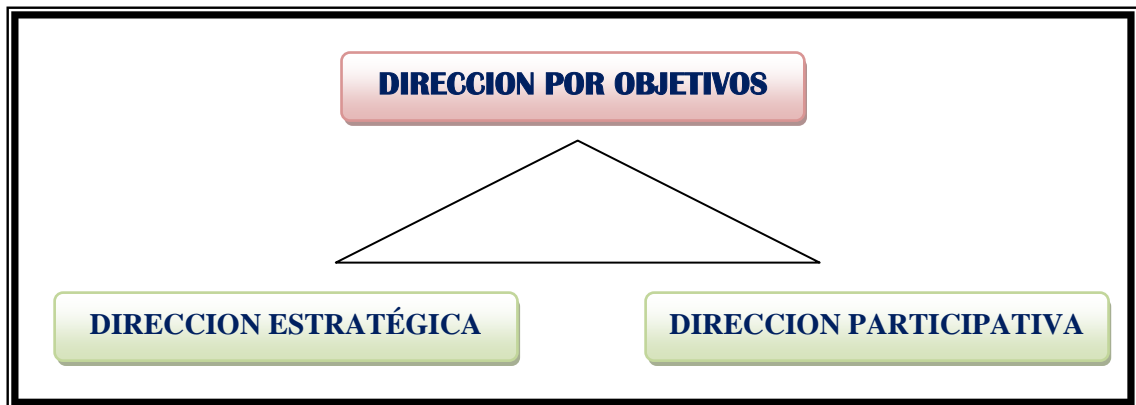 DIRECCION POR OBJETIVOS
DIRECCION ESTRATÉGICA
DIRECCION PARTICIPATIVA